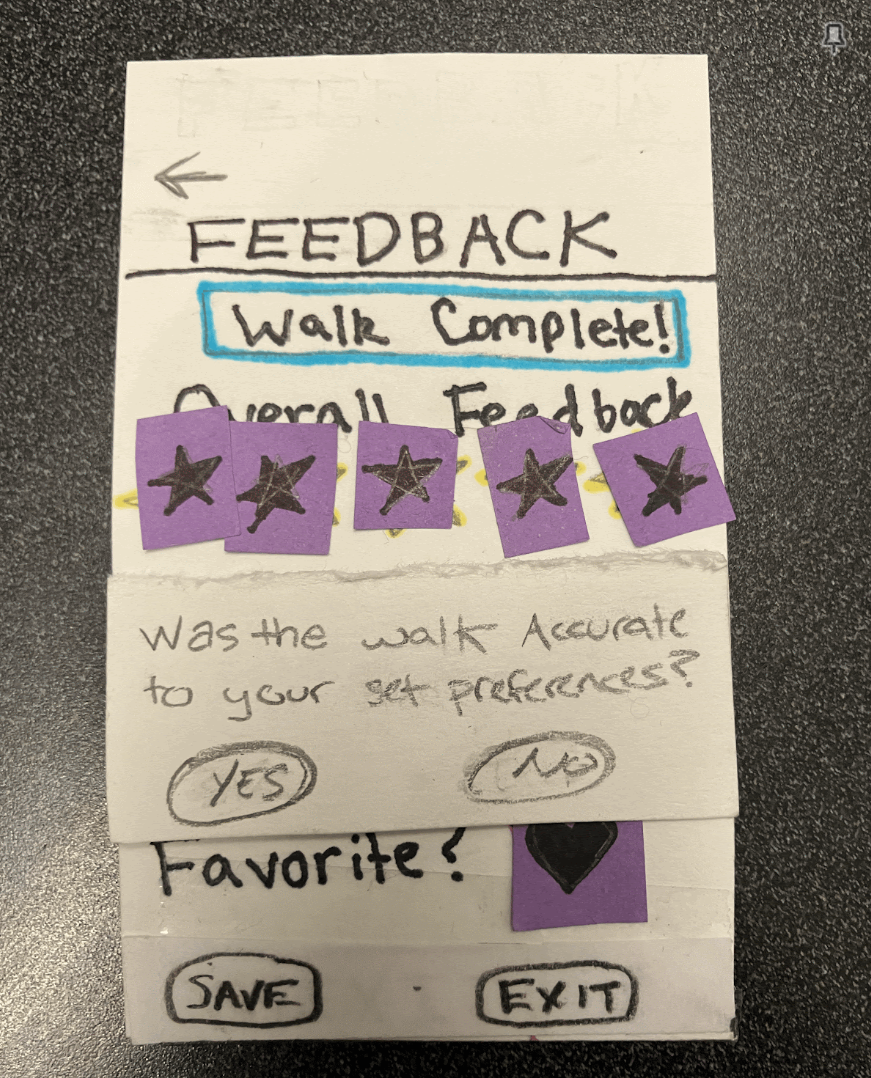 FEEDBACK
Walk Complete!
Overall Feedback
Was the walk Accurate
to your set preferences?
YES NO
Favorite?
SAVE EXIT